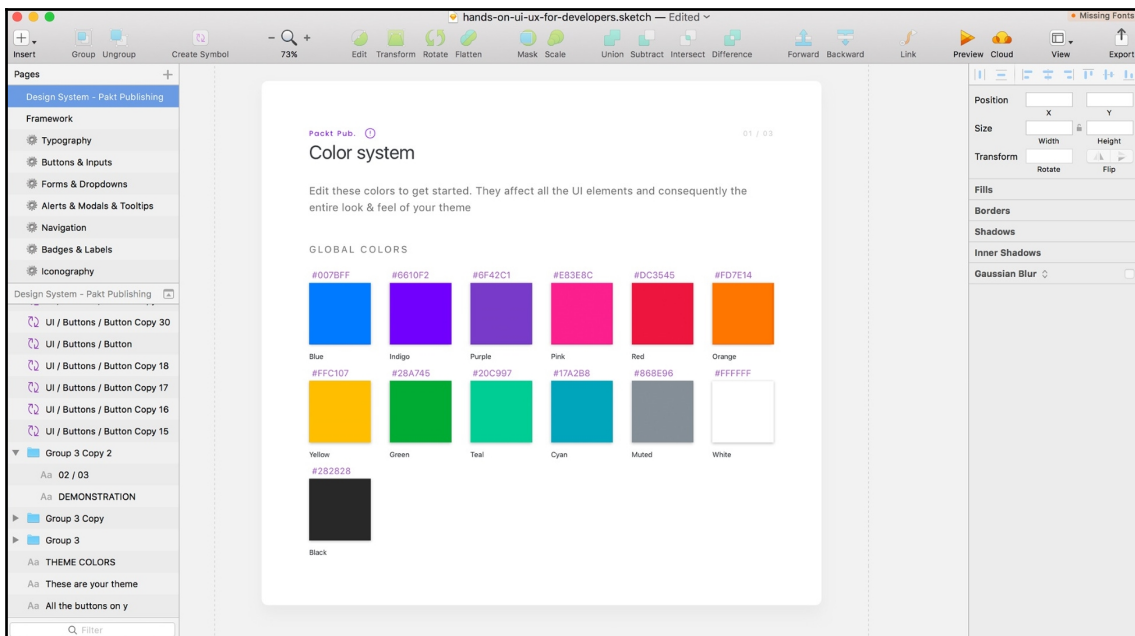 hands-on-ui-ux-for-developers.sketch — Edited
Missing Fonts
Insert Group Ungroup Create Symbol - + 73% Edit Transform Rotate Flatten Mask Scale Union Subtract Intersect Difference Forward Backward Link Preview Cloud View Export
Pages +
Design System - Pakt Publishing
Framework
Typography
Buttons & Inputs
Forms & Dropdowns
Alerts & Modals & Tooltips
Navigation
Badges & Labels
Iconography
Design System - Pakt Publishing
UI / Buttons / Button Copy 30
UI / Buttons / Button
UI / Buttons / Button Copy 18
UI / Buttons / Button Copy 17
UI / Buttons / Button Copy 16
UI / Buttons / Button Copy 15
Group 3 Copy 2
Aa 02 / 03
Aa DEMONSTRATION
Group 3 Copy
Group 3
Aa THEME COLORS
Aa These are your theme
Aa All the buttons on y
Filter
Packt Pub.
01 / 03
Color system
Edit these colors to get started. They affect all the UI elements and consequently the
entire look & feel of your theme
GLOBAL COLORS
#007BFF #6610F2 #6F42C1 #E83E8C #DC3545 #FD7E14
Blue Indigo Purple Pink Red Orange
#FFC107 #28A745 #20C997 #17A2B8 #868E96 #FFFFFF
Yellow Green Teal Cyan Muted White
#282828
Black
Position
X Y
Size
Width Height
Transform
Rotate Flip
Fills
Borders
Shadows
Inner Shadows
Gaussian Blur